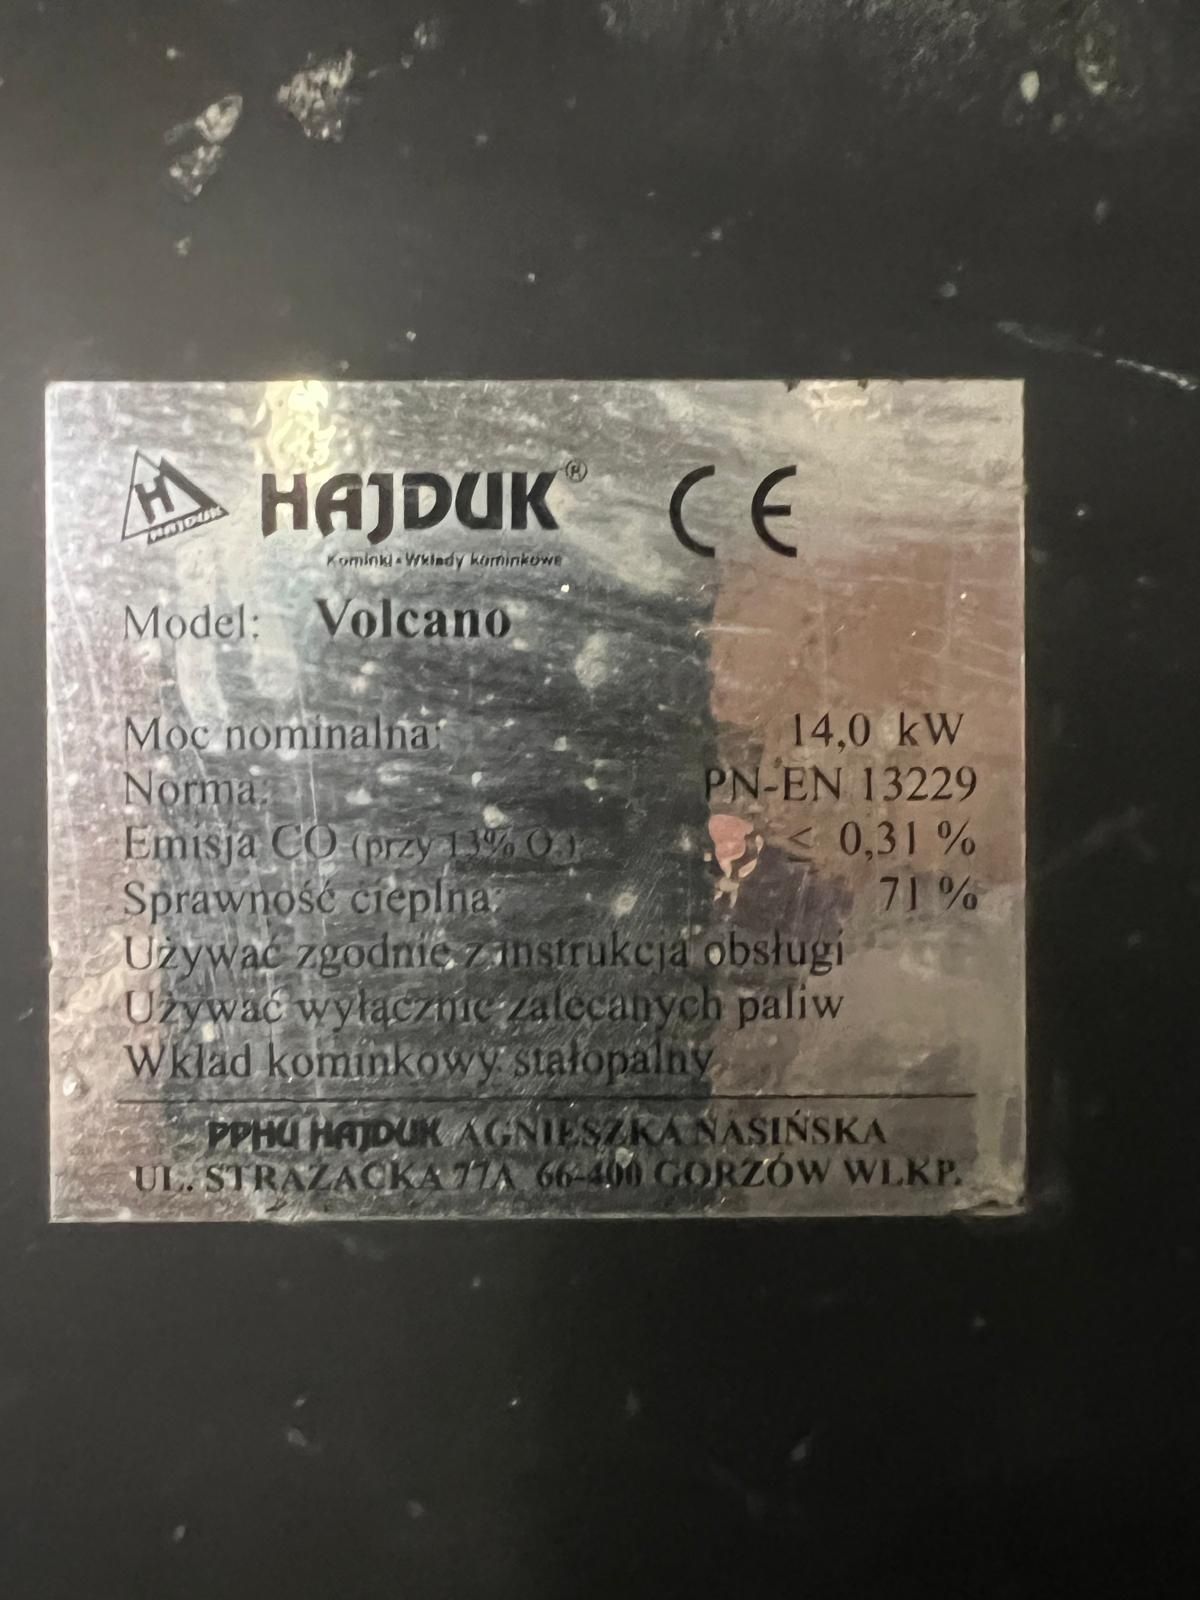 HAJDUK
HAJDUK® CE
Kominki • Wkłady kominkowe
Model: Volcano
Moc nominalna: 14,0 kW
Norma: PN-EN 13229
Emisja CO (przy 13% O₂) ≤ 0,31 %
Sprawność cieplna: 71 %
Używać zgodnie z instrukcja obsługi
Używać wyłącznie zalecanych paliw
Wkład kominkowy stałopalny
PPHU HAJDUK AGNIESZKA NASIŃSKA
UL. STRAŻACKA 77A 66-400 GORZÓW WLKP.